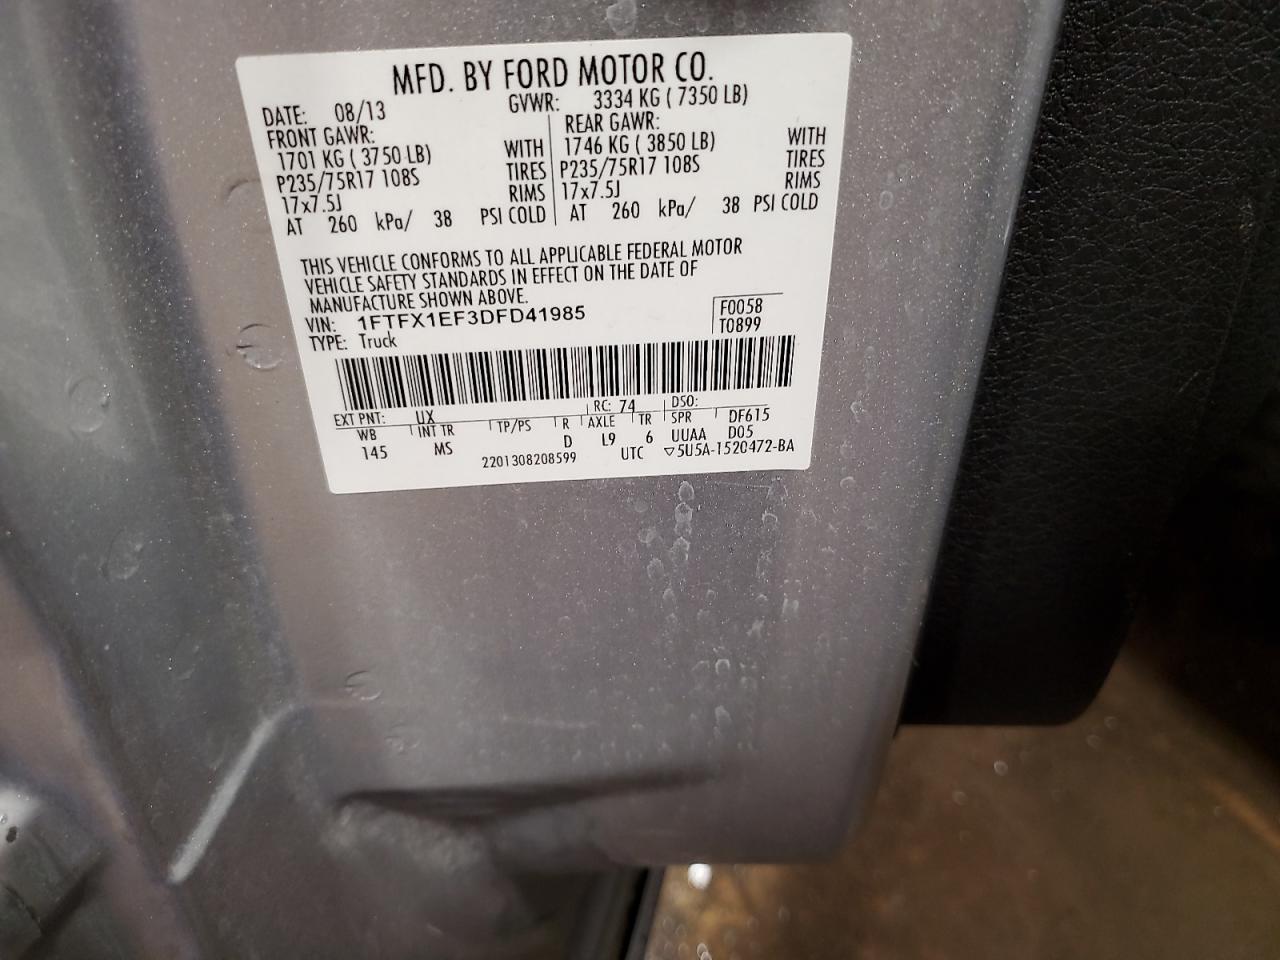 MFD. BY FORD MOTOR CO.
DATE: 08/13 GVWR: 3334 KG ( 7350 LB)
FRONT GAWR: REAR GAWR:
1701 KG ( 3750 LB) WITH 1746 KG ( 3850 LB) WITH
P235/75R17 108S TIRES P235/75R17 108S TIRES
17x7.5J RIMS 17x7.5J RIMS
AT 260 kPa/ 38 PSI COLD AT 260 kPa/ 38 PSI COLD
THIS VEHICLE CONFORMS TO ALL APPLICABLE FEDERAL MOTOR
VEHICLE SAFETY STANDARDS IN EFFECT ON THE DATE OF
MANUFACTURE SHOWN ABOVE.
VIN: 1FTFX1EF3DFD41985 F0058
TYPE: Truck T0899
EXT PNT: UX RC: 74 DSO:
WB INT TR TP/PS R AXLE TR SPR DF615
145 MS D L9 6 UUAA D05
2201308208599 UTC ▽5U5A-1520472-BA